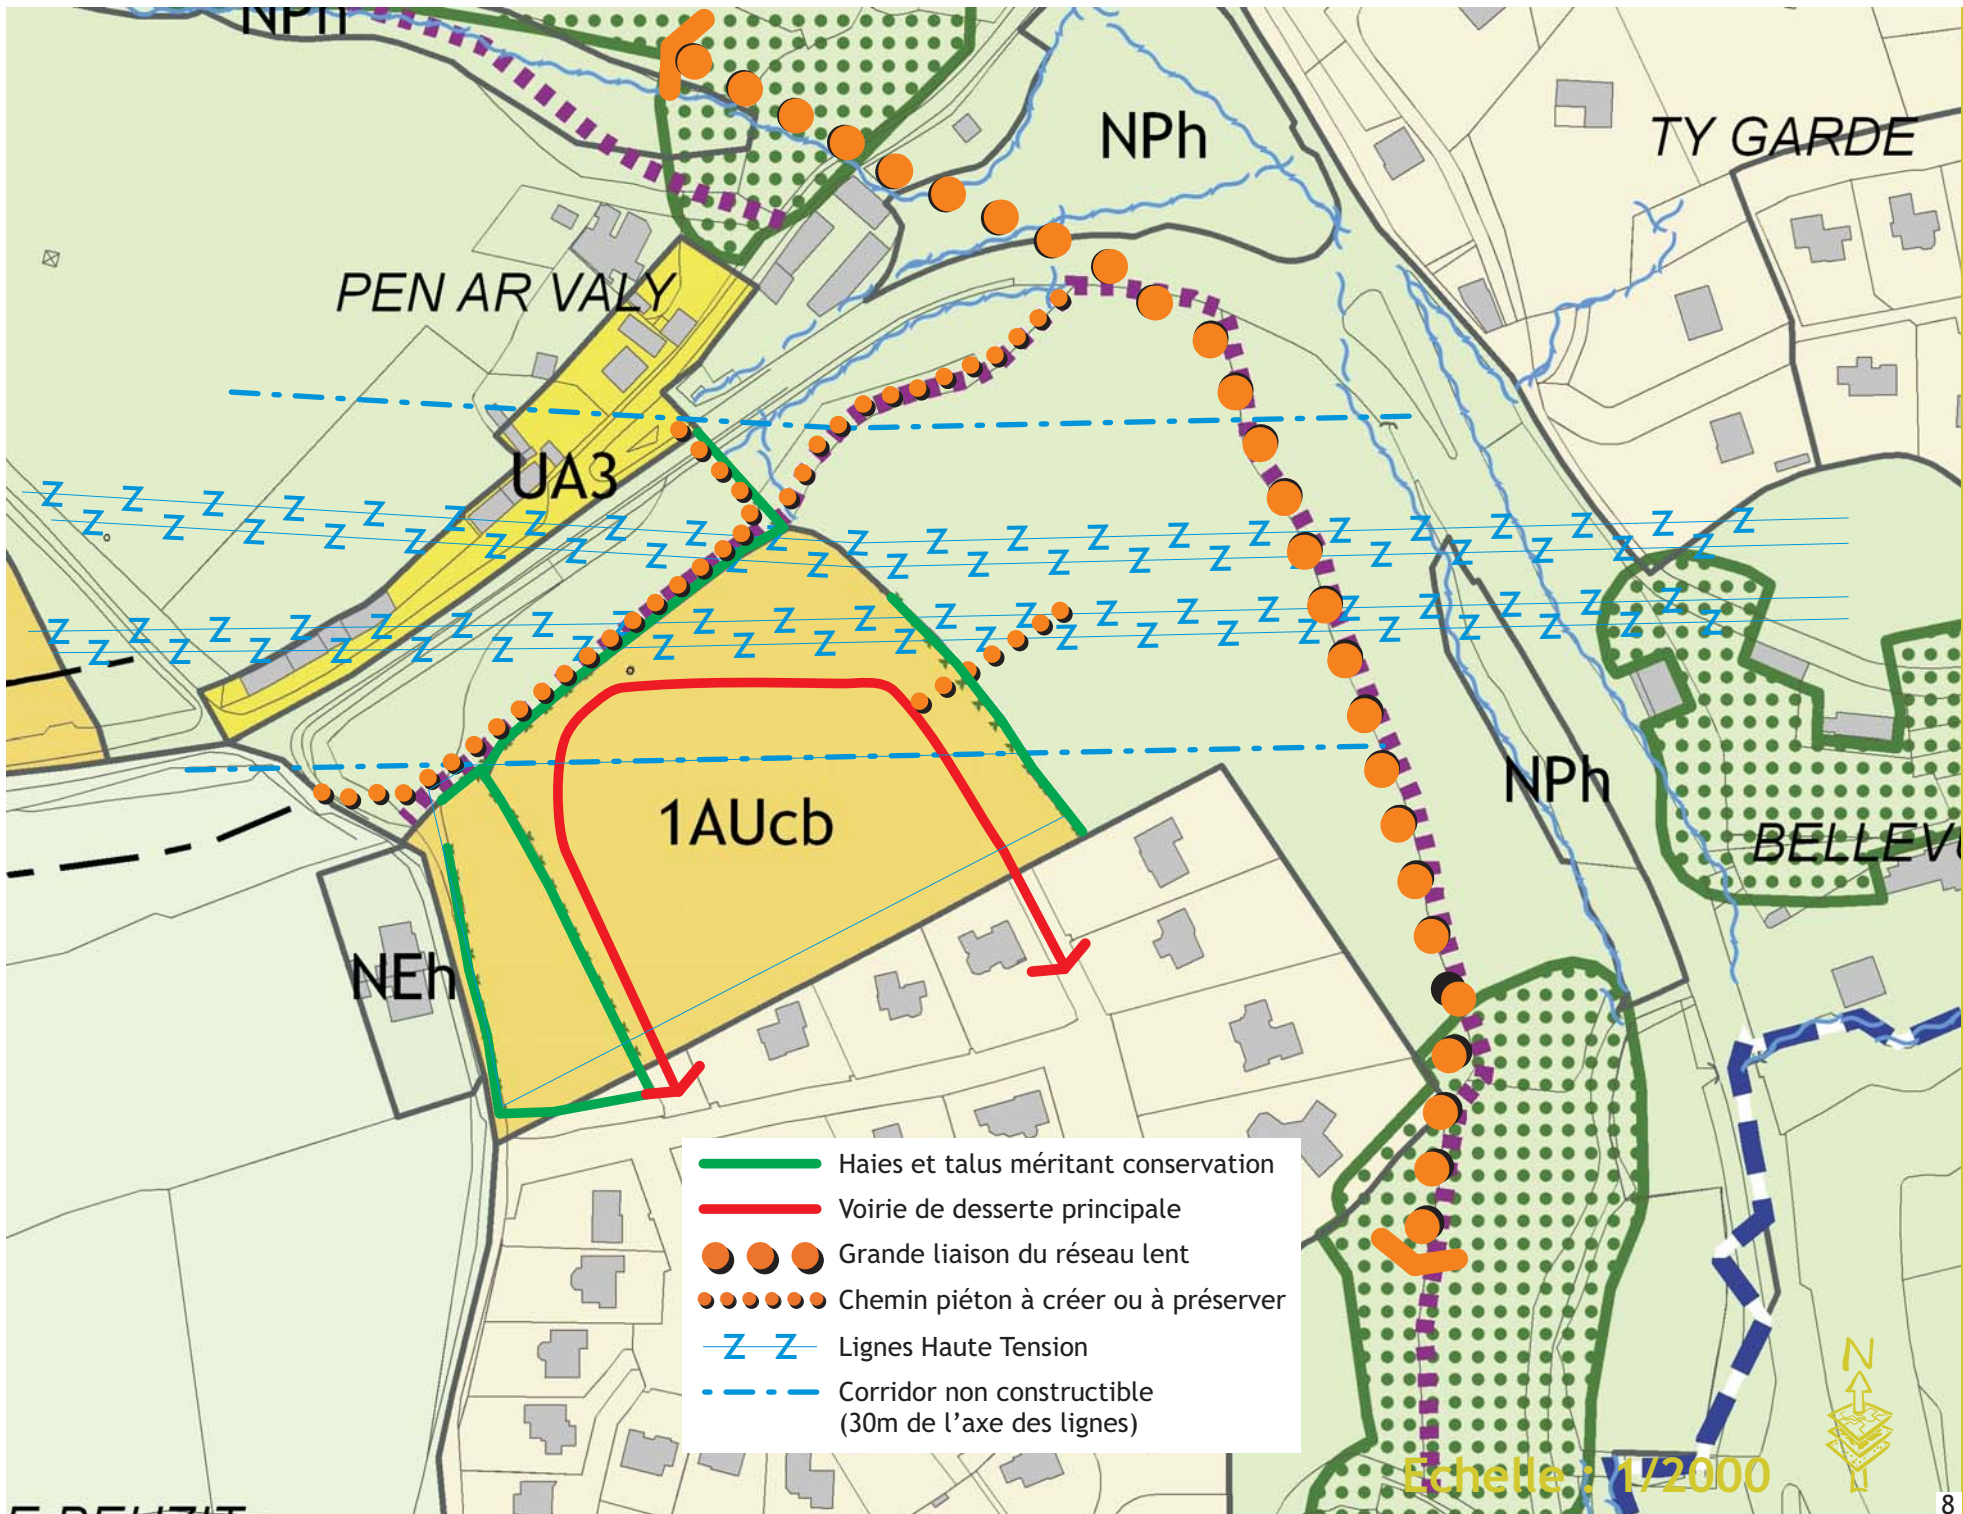 NPh
NPh
TY GARDE
PEN AR VALY
UA3
NPh
1AUcb
BELLEV
NEh
Haies et talus méritant conservation
Voirie de desserte principale
Grande liaison du réseau lent
Chemin piéton à créer ou à préserver
Z Z Lignes Haute Tension
Corridor non constructible
(30m de l'axe des lignes)
N
Echelle : 1/2000
8